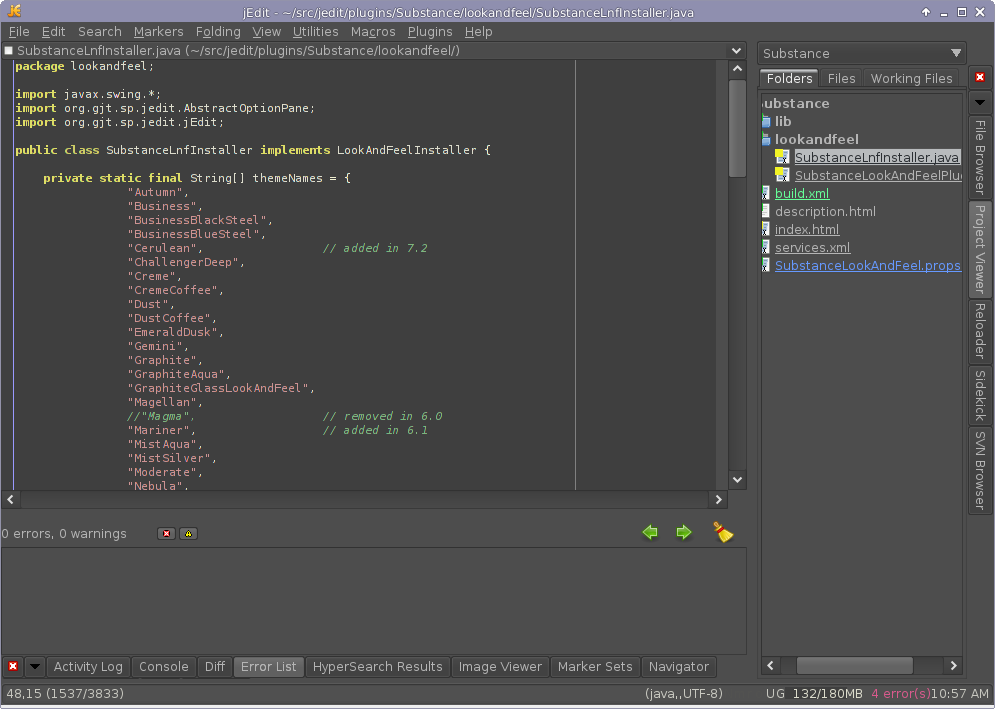 jEdit - ~/src/jedit/plugins/Substance/lookandfeel/SubstanceLnfInstaller.java
File Edit Search Markers Folding View Utilities Macros Plugins Help
SubstanceLnfInstaller.java (~/src/jedit/plugins/Substance/lookandfeel/)
package lookandfeel;
import javax.swing.*;
import org.gjt.sp.jedit.AbstractOptionPane;
import org.gjt.sp.jedit.jEdit;
public class SubstanceLnfInstaller implements LookAndFeelInstaller {
private static final String[] themeNames = {
"Autumn",
"Business",
"BusinessBlackSteel",
"BusinessBlueSteel",
"Cerulean", // added in 7.2
"ChallengerDeep",
"Creme",
"CremeCoffee",
"Dust",
"DustCoffee",
"EmeraldDusk",
"Gemini",
"Graphite",
"GraphiteAqua",
"GraphiteGlassLookAndFeel",
"Magellan",
//"Magma", // removed in 6.0
"Mariner", // added in 6.1
"MistAqua",
"MistSilver",
"Moderate",
"Nebula",
0 errors, 0 warnings
Activity Log Console Diff Error List HyperSearch Results Image Viewer Marker Sets Navigator
48,15 (1537/3833) (java,,UTF-8) UG 132/180MB 4 error(s)10:57 AM
Substance
Folders Files Working Files
ubstance
lib
lookandfeel
SubstanceLnfInstaller.java
SubstanceLookAndFeelPlu
build.xml
description.html
index.html
services.xml
SubstanceLookAndFeel.props
File Browser
Project Viewer
Reloader
Sidekick
SVN Browser